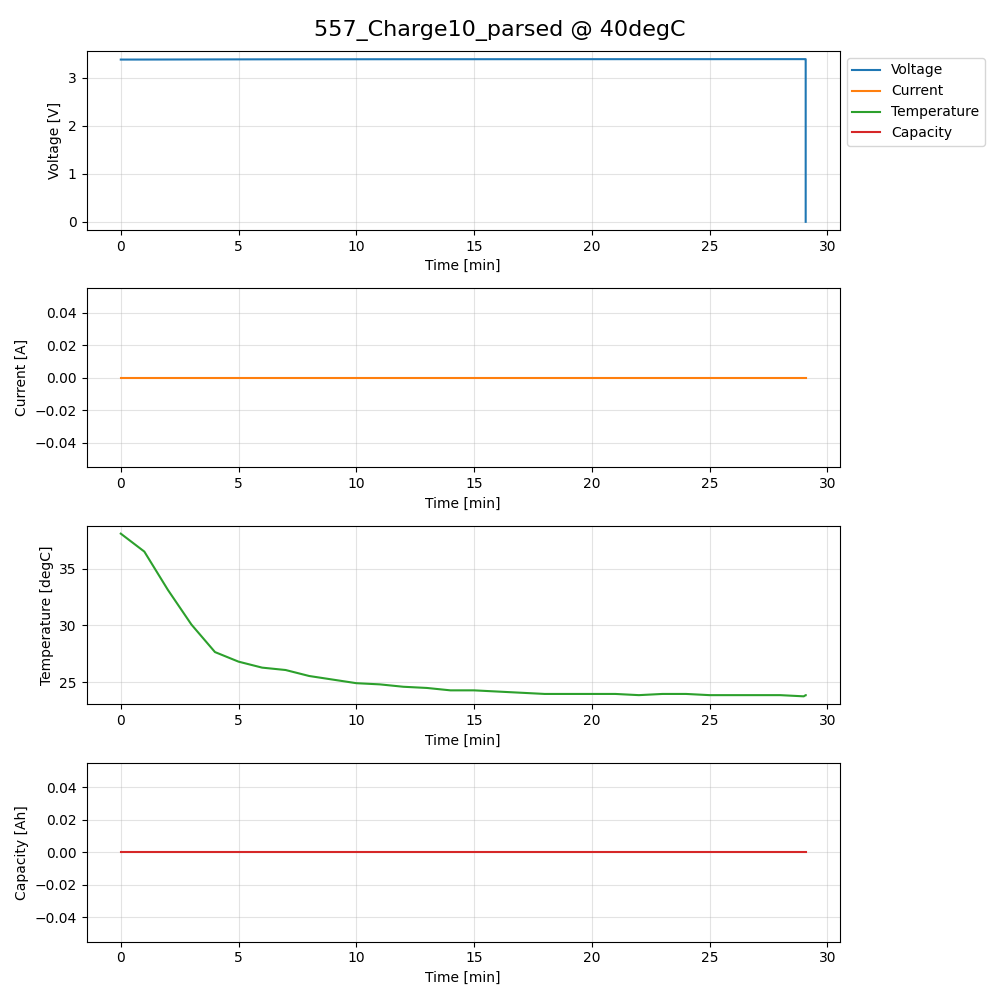 557_Charge10_parsed @ 40degC
Voltage [V]
3
2
1
0
0 5 10 15 20 25 30
Time [min]
Voltage
Current
Temperature
Capacity
Current [A]
0.04
0.02
0.00
−0.02
−0.04
0 5 10 15 20 25 30
Time [min]
Temperature [degC]
35
30
25
0 5 10 15 20 25 30
Time [min]
Capacity [Ah]
0.04
0.02
0.00
−0.02
−0.04
0 5 10 15 20 25 30
Time [min]